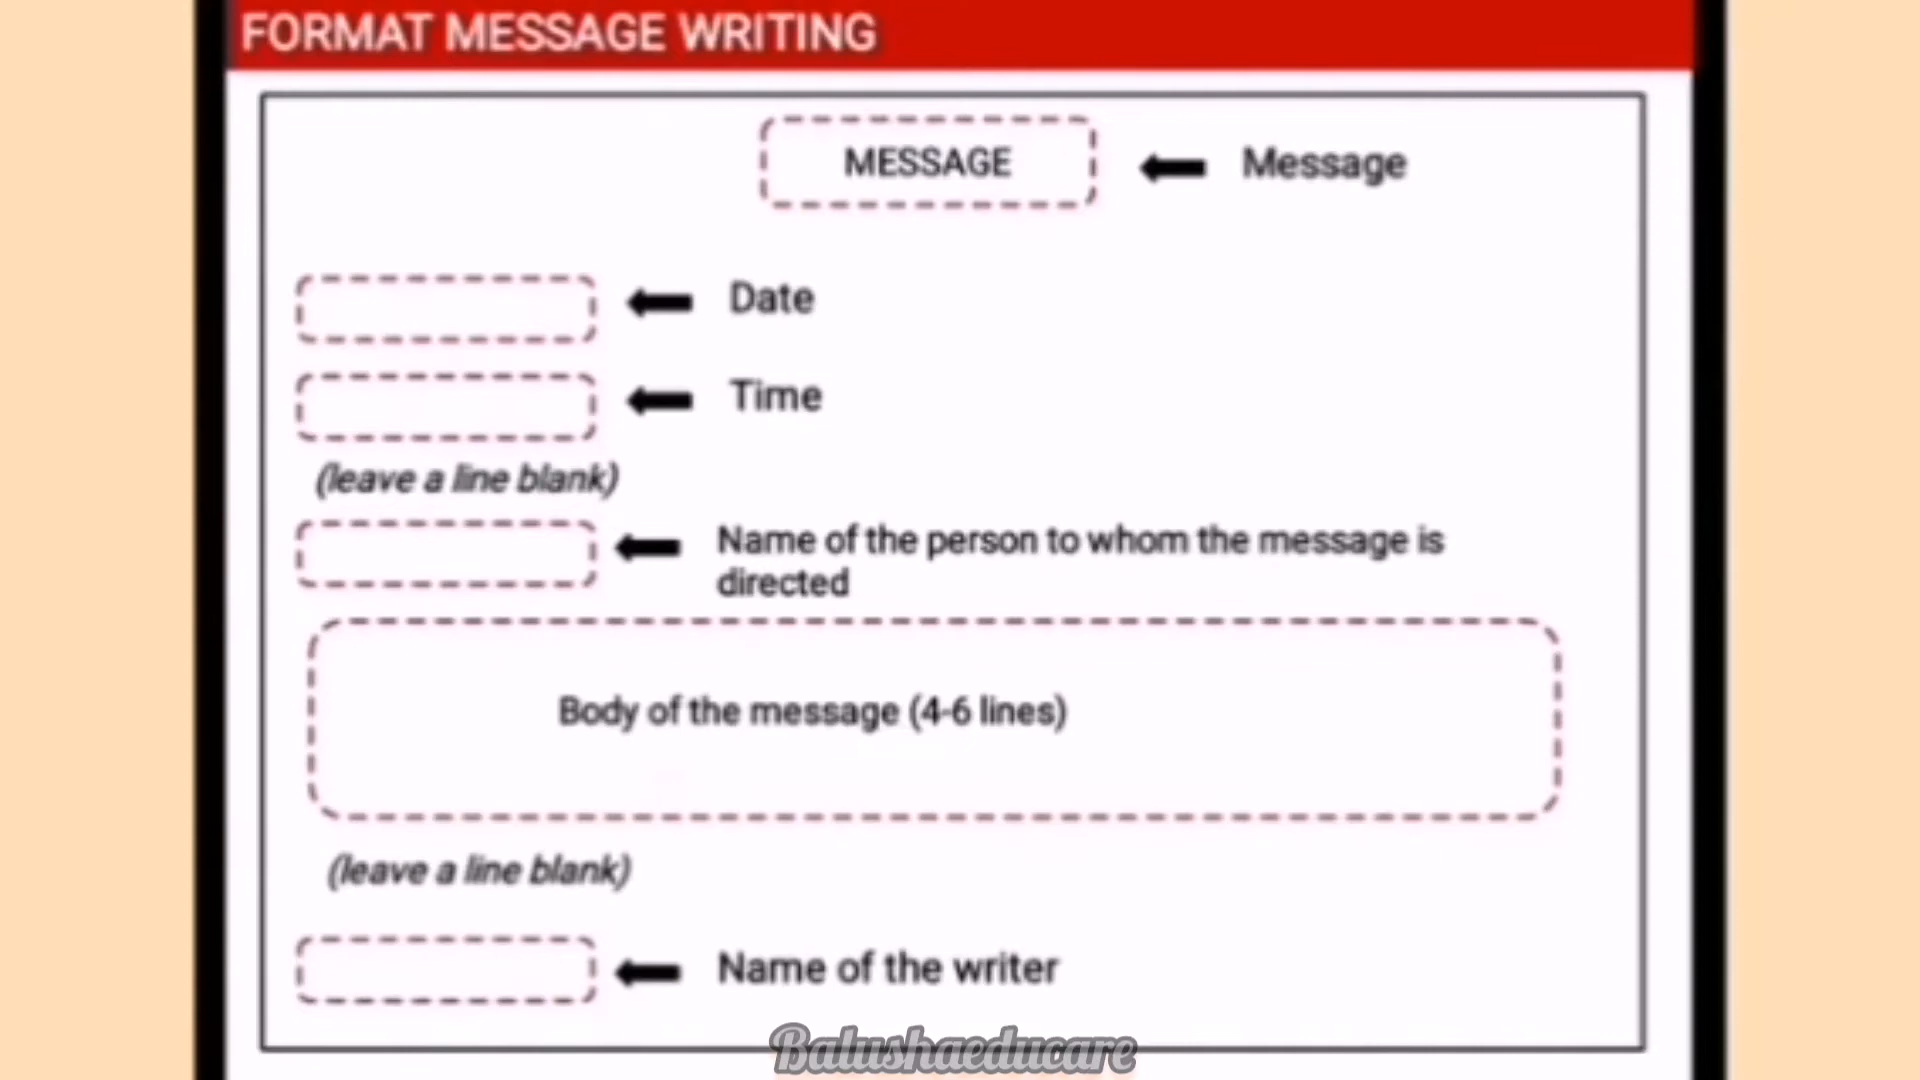 FORMAT MESSAGE WRITING
MESSAGE
Message
Date
Time
(leave a line blank)
Name of the person to whom the message is
directed
Body of the message (4-6 lines)
(leave a line blank)
Name of the writer
Balushaeducare